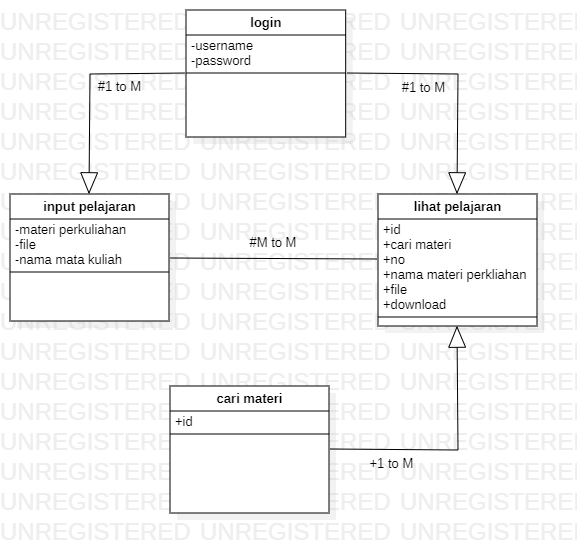 login
-username
-password
#1 to M
#1 to M
input pelajaran
-materi perkuliahan
-file
-nama mata kuliah
#M to M
lihat pelajaran
+id
+cari materi
+no
+nama materi perkliahan
+file
+download
cari materi
+id
+1 to M
UNREGISTERED UNREGISTERED UNREGISTERED